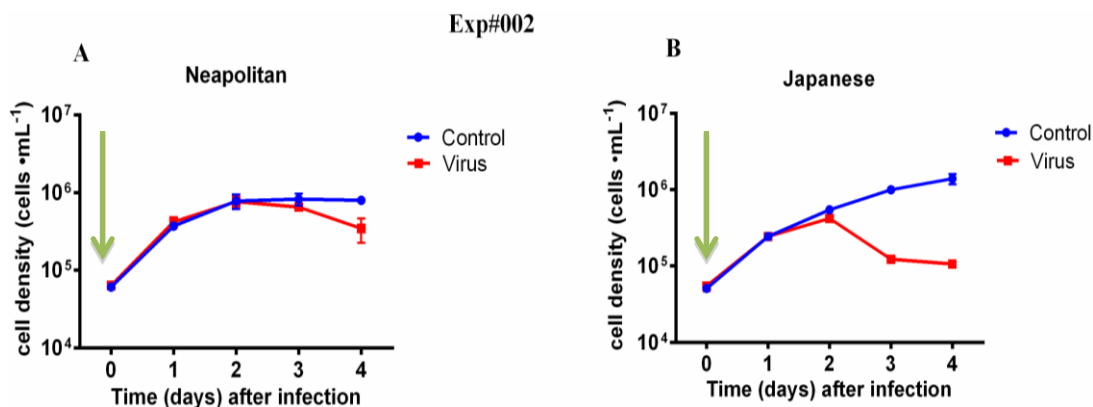 Exp#002
A
Neapolitan
cell density (cells •mL⁻¹)
10⁷
10⁶
10⁵
10⁴
0 1 2 3 4
Time (days) after infection
Control
Virus
B
Japanese
cell density (cells •mL⁻¹)
10⁷
10⁶
10⁵
10⁴
0 1 2 3 4
Time (days) after infection
Control
Virus